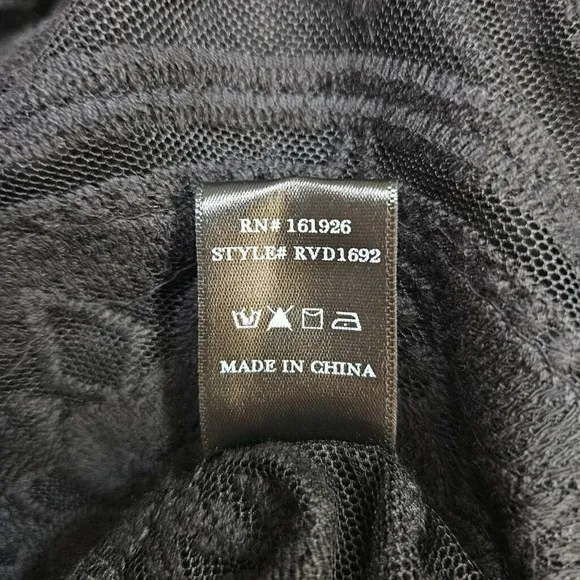 RN# 161926
STYLE# RVD1692
MADE IN CHINA